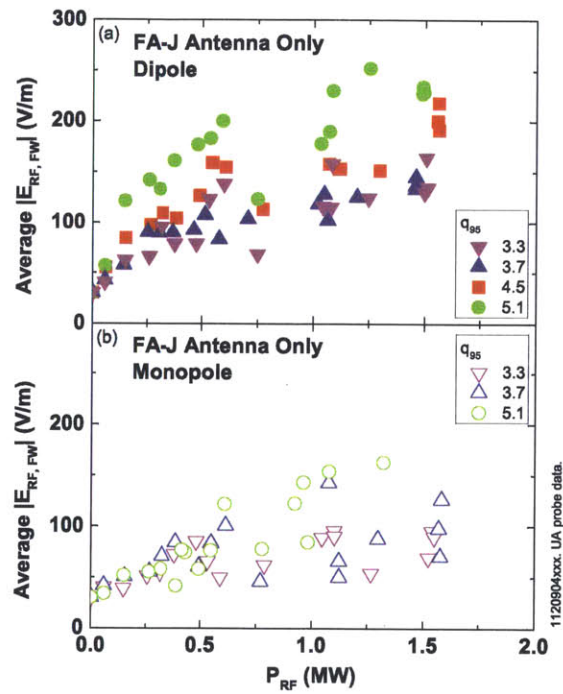 300
(a)
FA-J Antenna Only
Dipole
200
100
0
Average |E_RF, FW| (V/m)
q95
3.3
3.7
4.5
5.1
(b)
FA-J Antenna Only
Monopole
200
100
0
Average |E_RF, FW| (V/m)
q95
3.3
3.7
5.1
0.0 0.5 1.0 1.5 2.0
P_RF (MW)
1120904xxx. UA probe data.